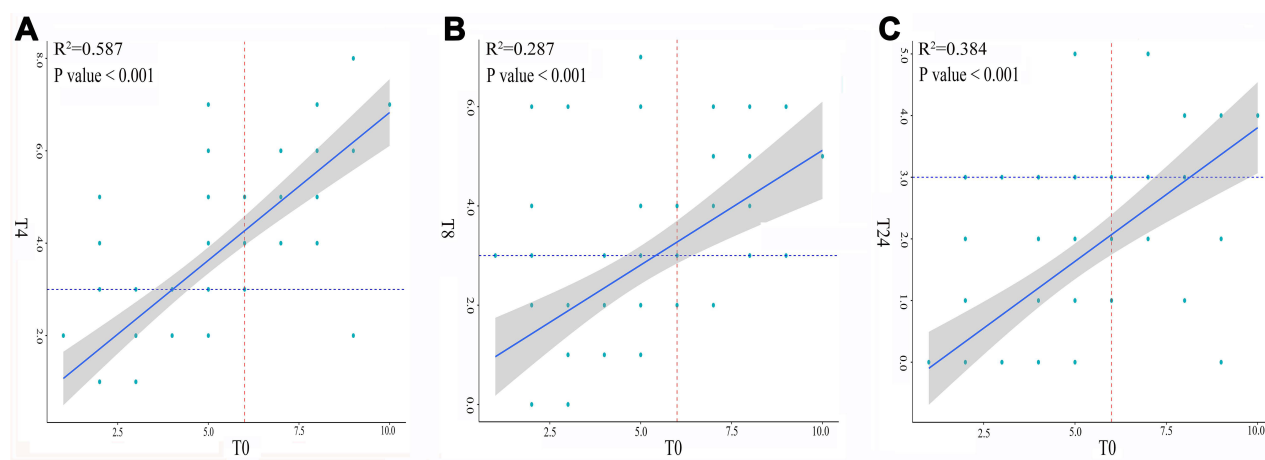 A
R²=0.587
P value < 0.001
8.0
6.0
4.0
2.0
T4
2.5 5.0 7.5 10.0
T0
B
R²=0.287
P value < 0.001
6.0
4.0
2.0
0.0
T8
2.5 5.0 7.5 10.0
T0
C
R²=0.384
P value < 0.001
5.0
4.0
3.0
2.0
1.0
0.0
T24
2.5 5.0 7.5 10.0
T0